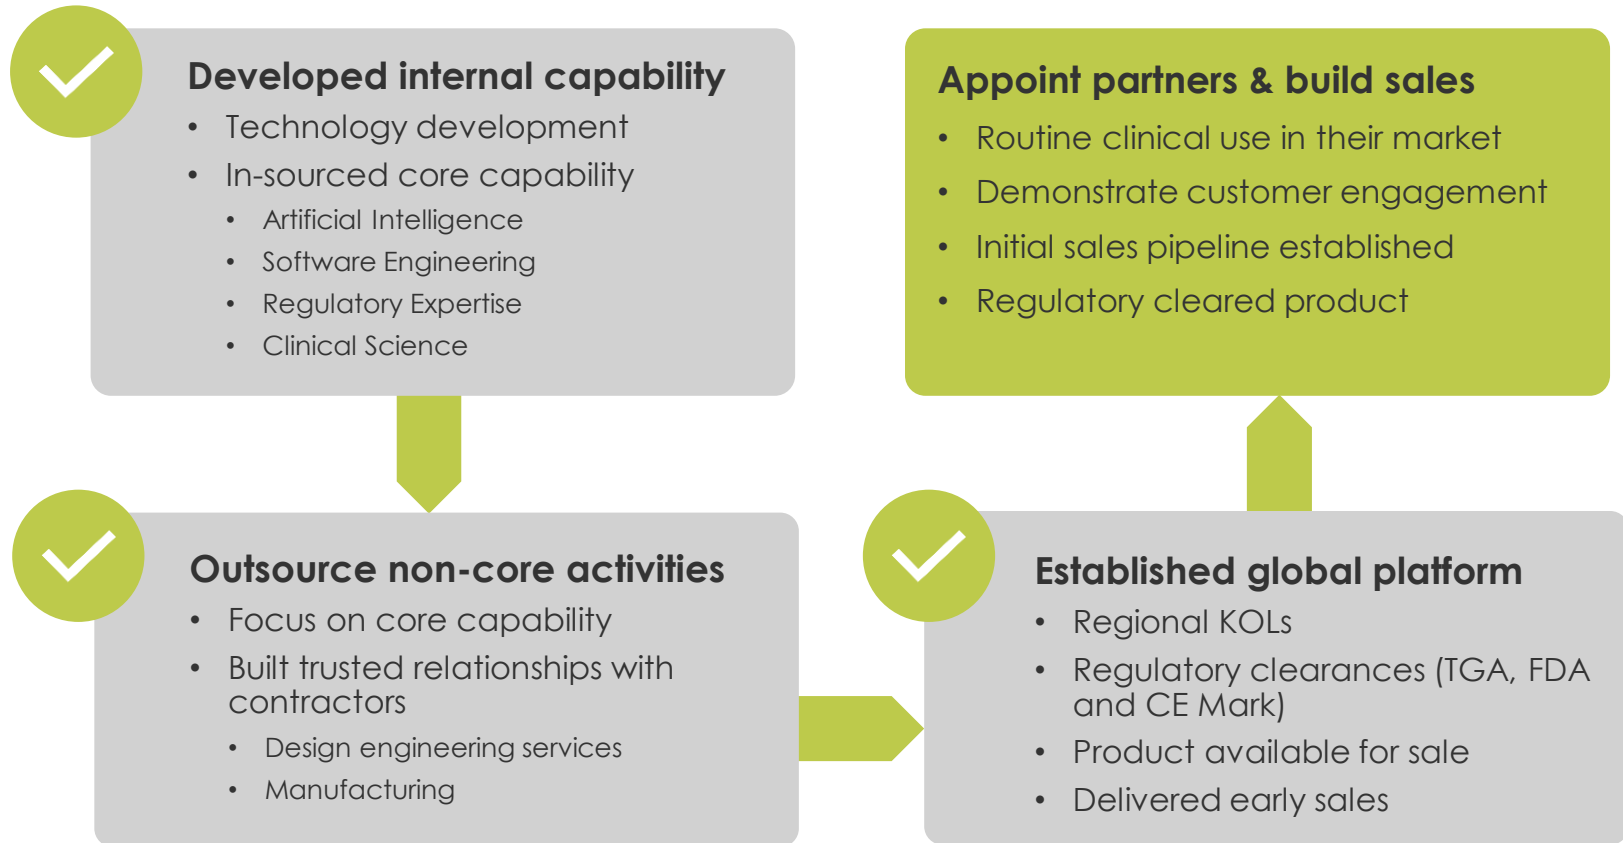 Developed internal capability
• Technology development
• In-sourced core capability
• Artificial Intelligence
• Software Engineering
• Regulatory Expertise
• Clinical Science
Outsource non-core activities
• Focus on core capability
• Built trusted relationships with
contractors
• Design engineering services
• Manufacturing
Established global platform
• Regional KOLs
• Regulatory clearances (TGA, FDA
and CE Mark)
• Product available for sale
• Delivered early sales
Appoint partners & build sales
• Routine clinical use in their market
• Demonstrate customer engagement
• Initial sales pipeline established
• Regulatory cleared product